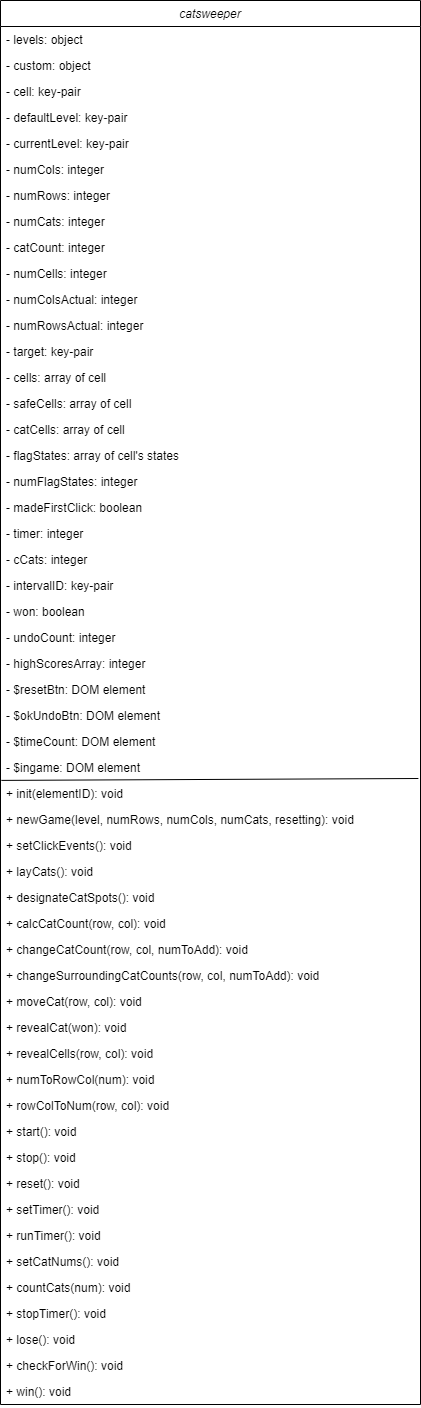 catsweeper
- levels: object
- custom: object
- cell: key-pair
- defaultLevel: key-pair
- currentLevel: key-pair
- numCols: integer
- numRows: integer
- numCats: integer
- catCount: integer
- numCells: integer
- numColsActual: integer
- numRowsActual: integer
- target: key-pair
- cells: array of cell
- safeCells: array of cell
- catCells: array of cell
- flagStates: array of cell's states
- numFlagStates: integer
- madeFirstClick: boolean
- timer: integer
- cCats: integer
- intervalID: key-pair
- won: boolean
- undoCount: integer
- highScoresArray: integer
- $resetBtn: DOM element
- $okUndoBtn: DOM element
- $timeCount: DOM element
- $ingame: DOM element
+ init(elementID): void
+ newGame(level, numRows, numCols, numCats, resetting): void
+ setClickEvents(): void
+ layCats(): void
+ designateCatSpots(): void
+ calcCatCount(row, col): void
+ changeCatCount(row, col, numToAdd): void
+ changeSurroundingCatCounts(row, col, numToAdd): void
+ moveCat(row, col): void
+ revealCat(won): void
+ revealCells(row, col): void
+ numToRowCol(num): void
+ rowColToNum(row, col): void
+ start(): void
+ stop(): void
+ reset(): void
+ setTimer(): void
+ runTimer(): void
+ setCatNums(): void
+ countCats(num): void
+ stopTimer(): void
+ lose(): void
+ checkForWin(): void
+ win(): void